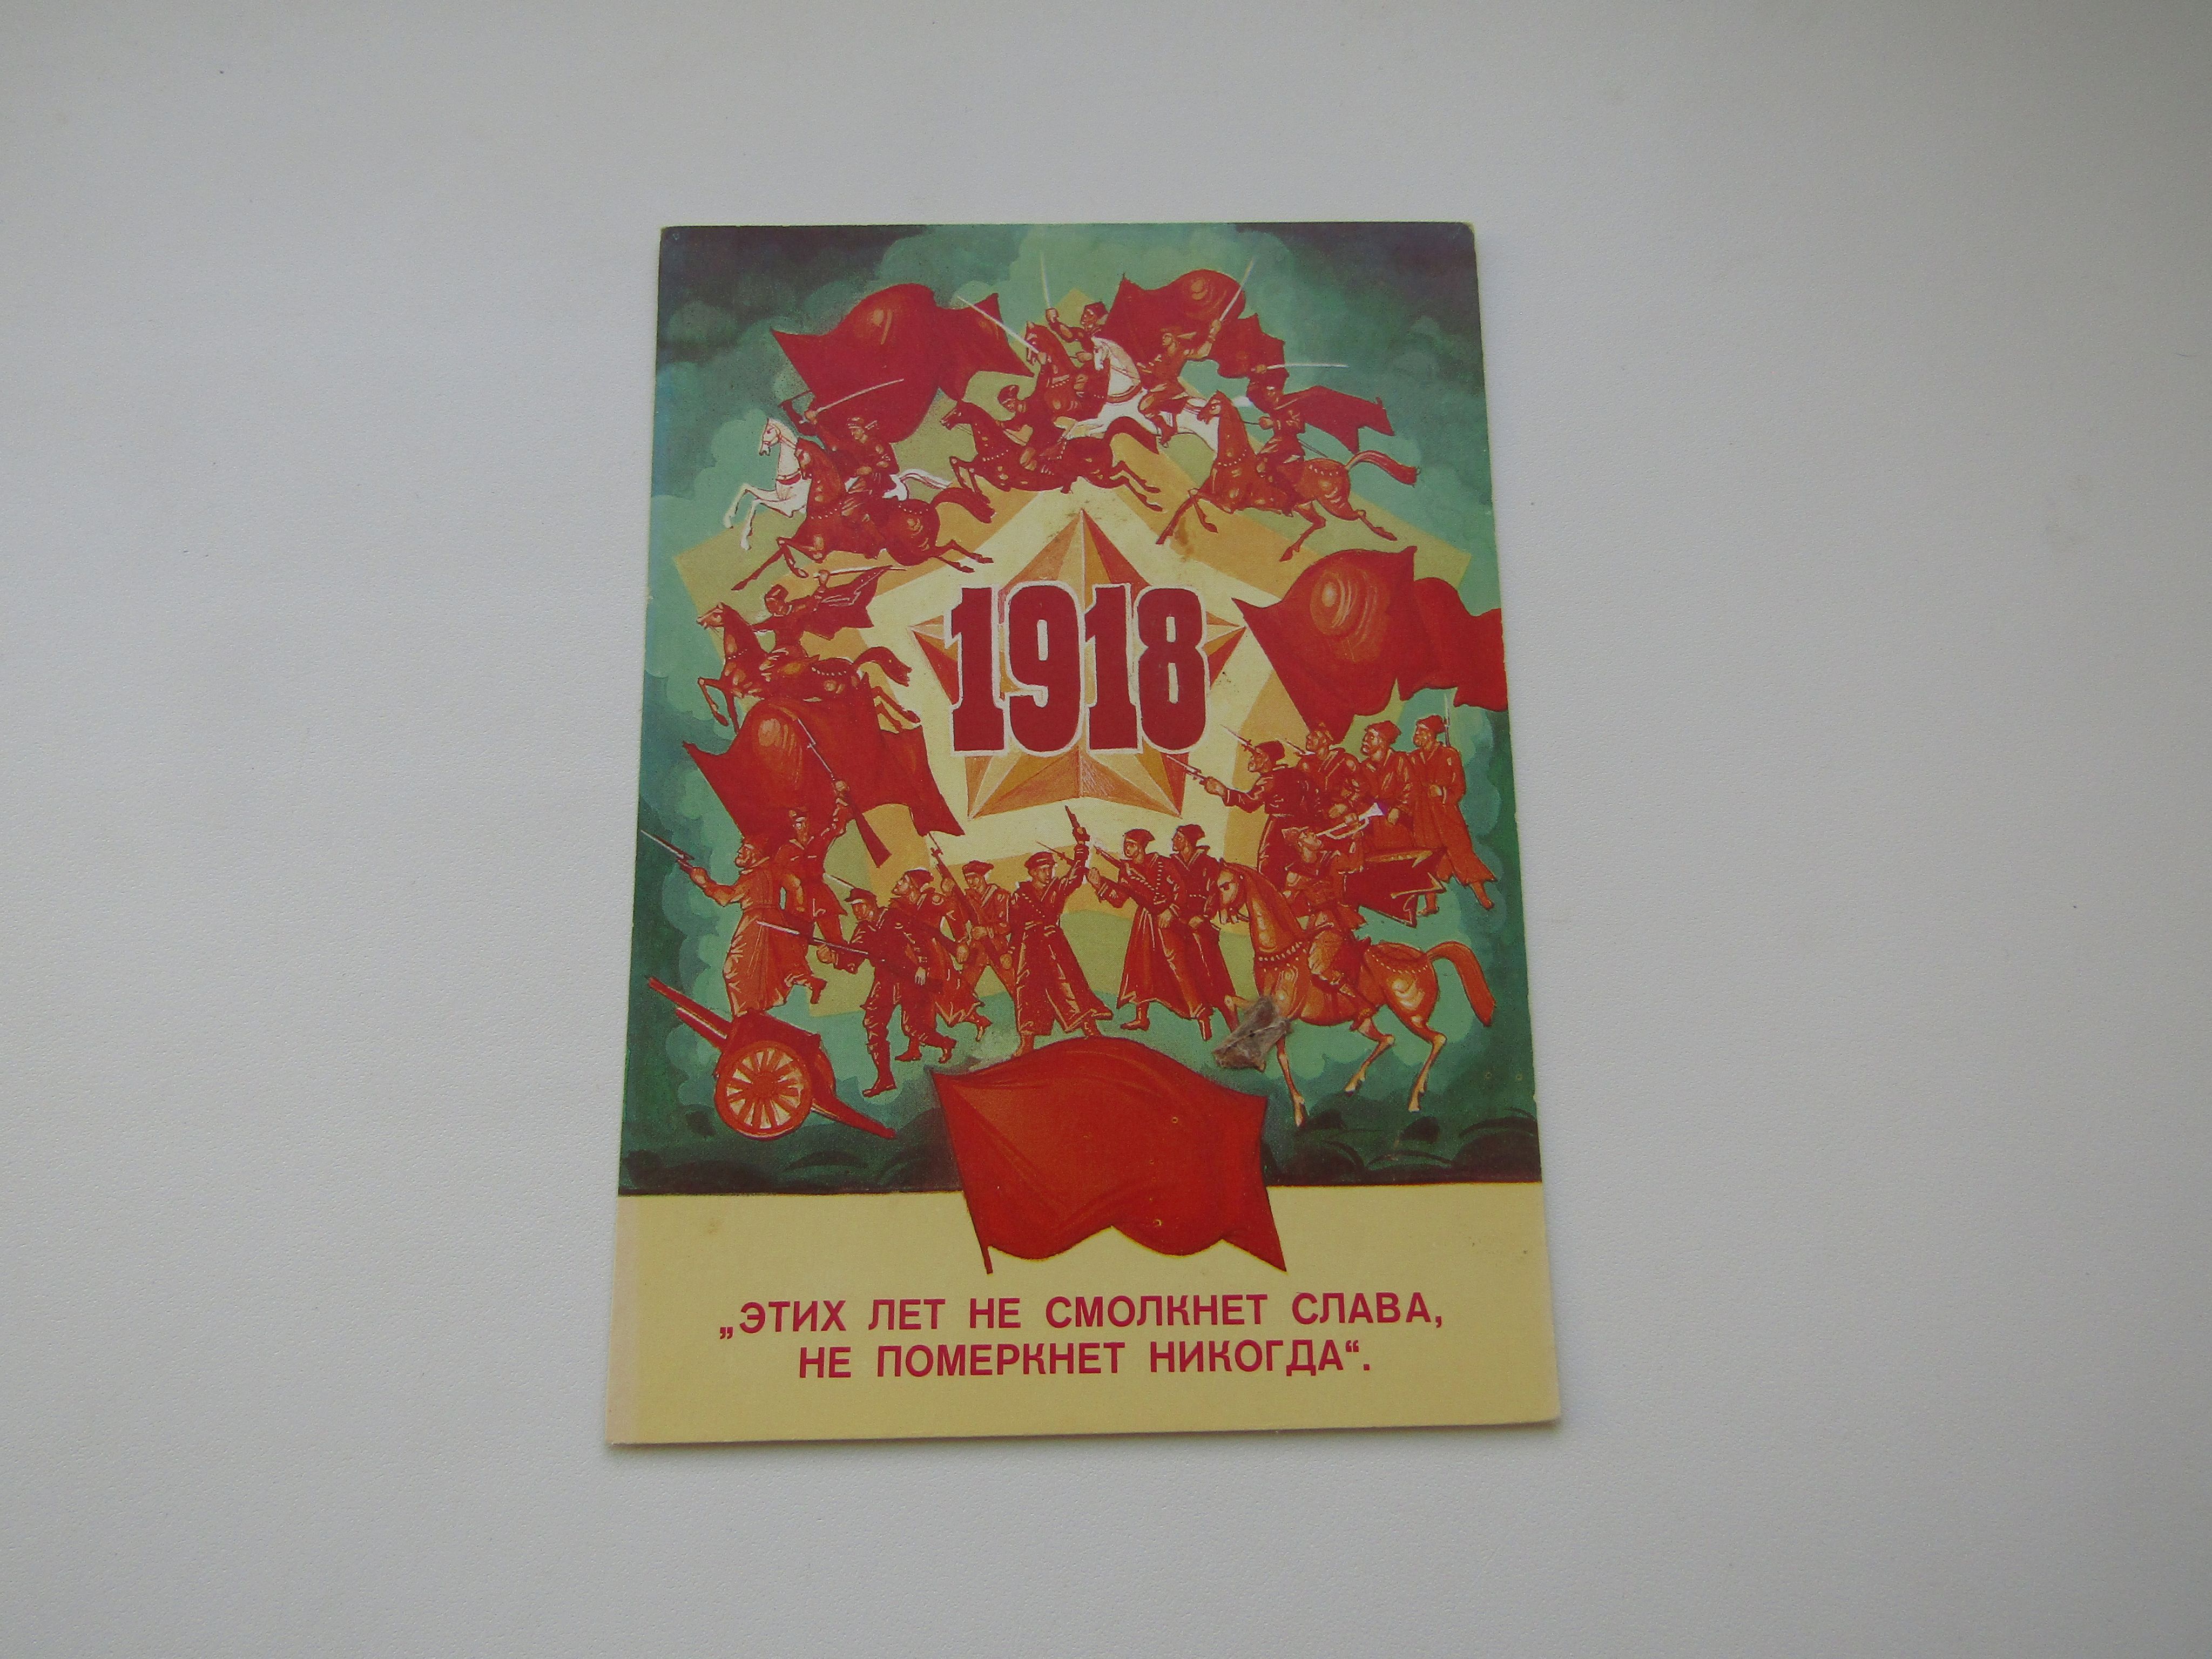 1918
„ЭТИХ ЛЕТ НЕ СМОЛКНЕТ СЛАВА,
НЕ ПОМЕРКНЕТ НИКОГДА“.